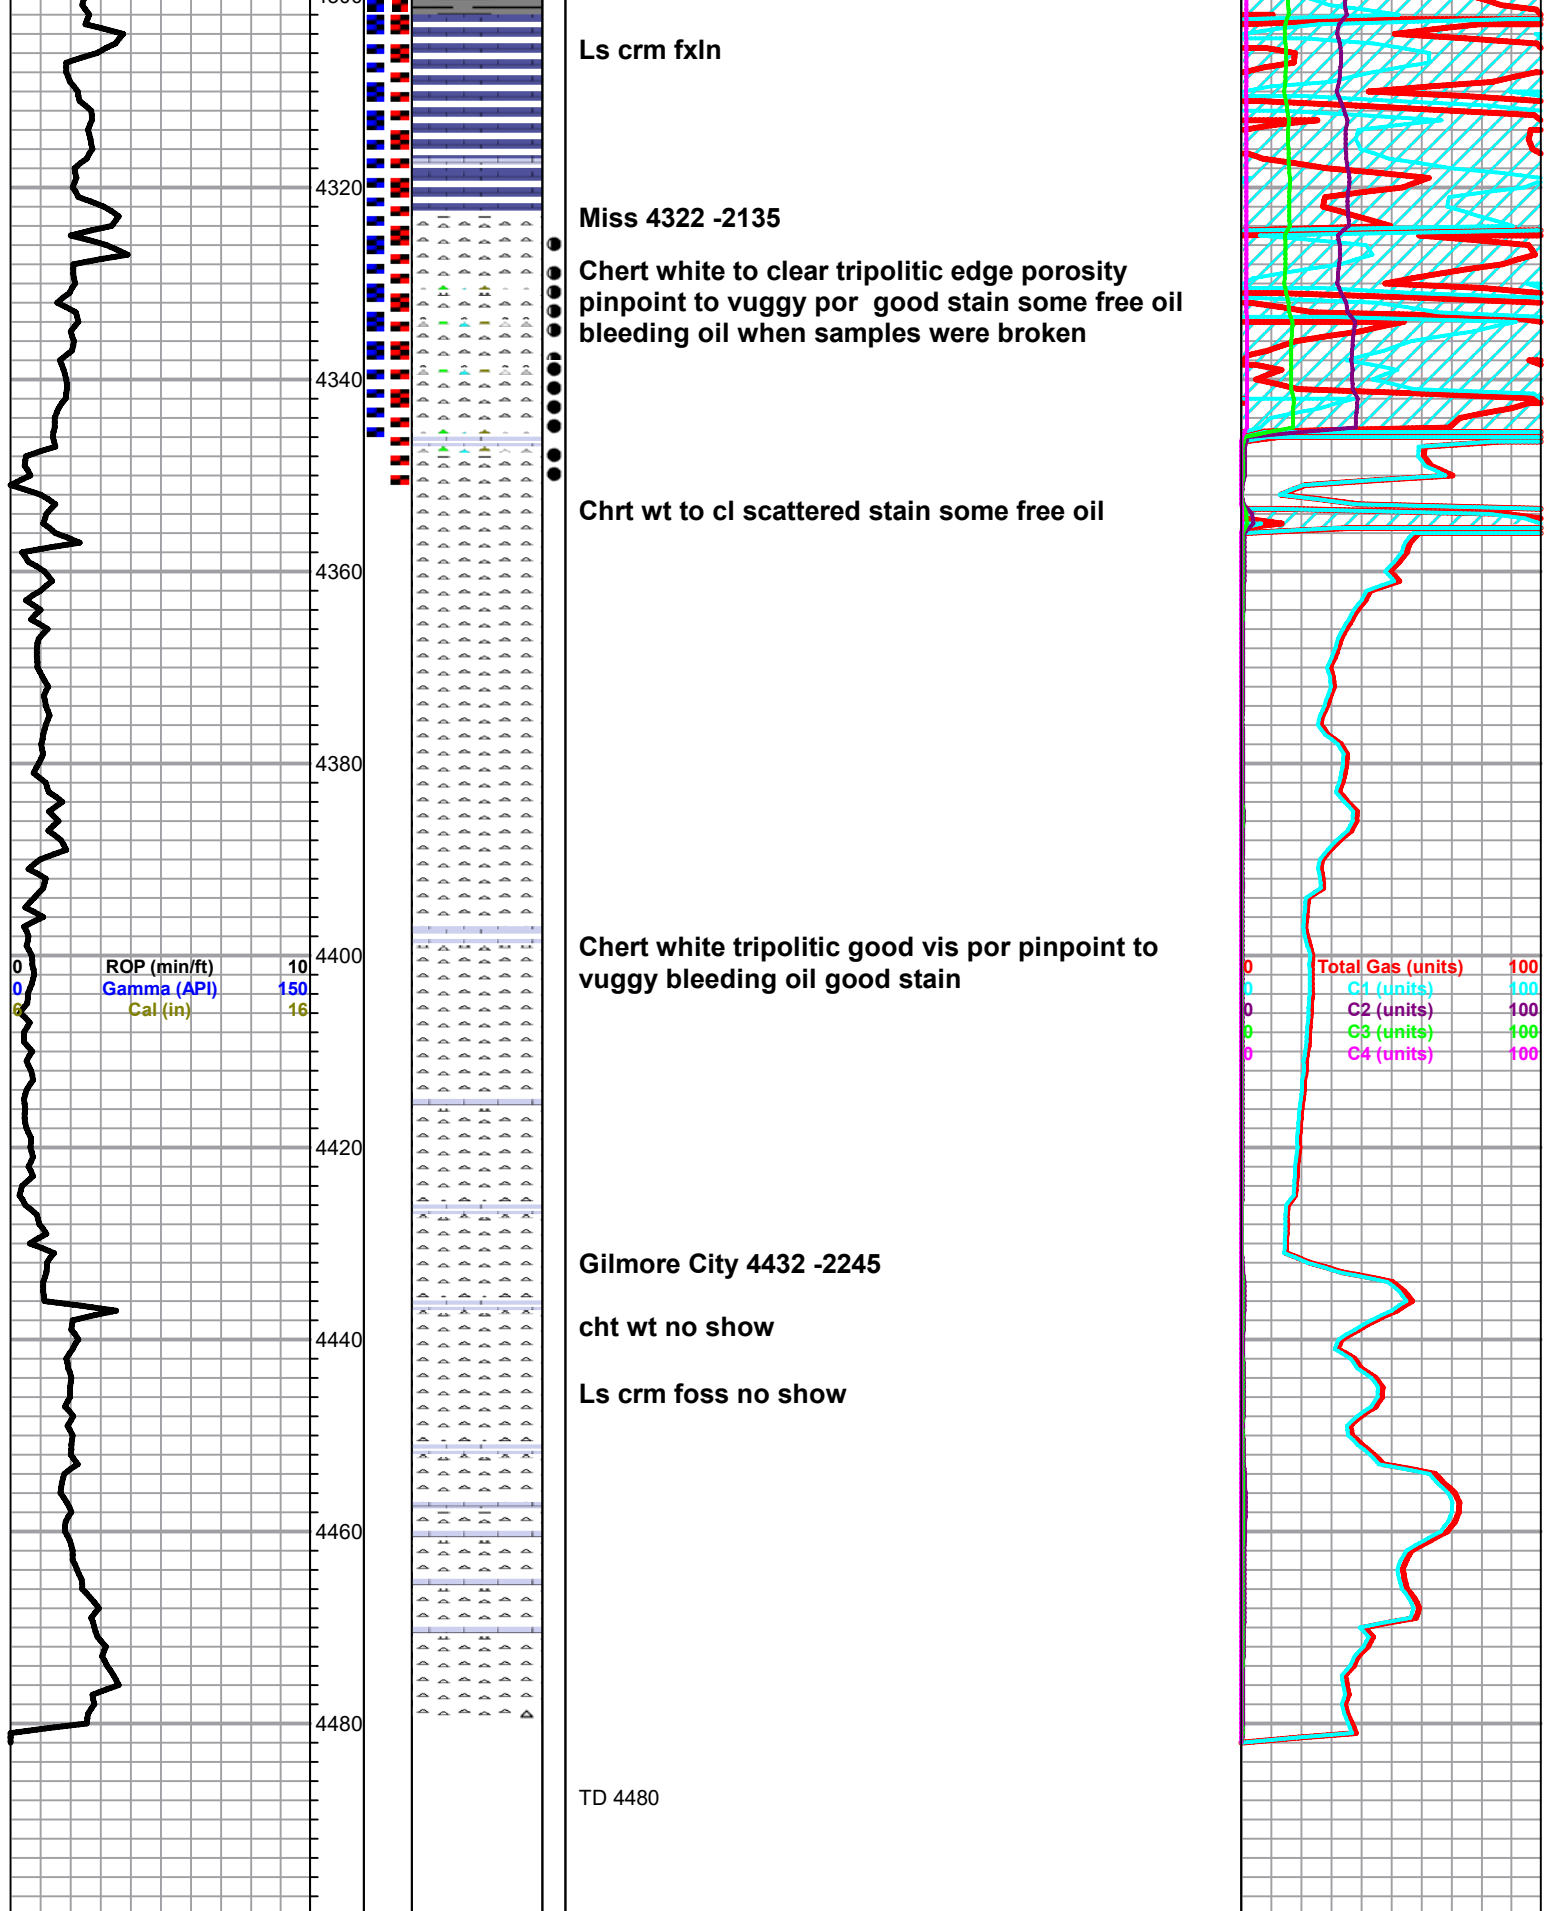 Ls crm fxln
4320
Miss 4322 -2135
Chert white to clear tripolitic edge porosity
pinpoint to vuggy por good stain some free oil
bleeding oil when samples were broken
4340
Chrt wt to cl scattered stain some free oil
4360
4380
Chert white tripolitic good vis por pinpoint to
vuggy bleeding oil good stain
4400
0 ROP (min/ft) 10
0 Gamma (API) 150
6 Cal (in) 16
0 Total Gas (units) 100
0 C1 (units) 100
0 C2 (units) 100
0 C3 (units) 100
0 C4 (units) 100
4420
Gilmore City 4432 -2245
cht wt no show
4440
Ls crm foss no show
4460
4480
TD 4480